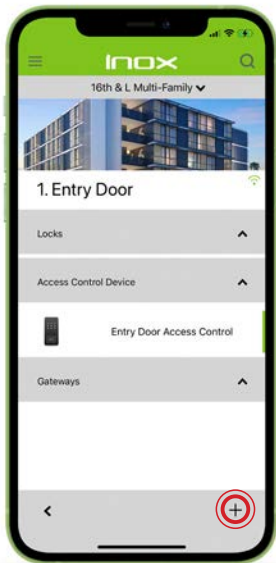 INOX
16th & L Multi-Family
1. Entry Door
Locks
Access Control Device
Entry Door Access Control
Gateways